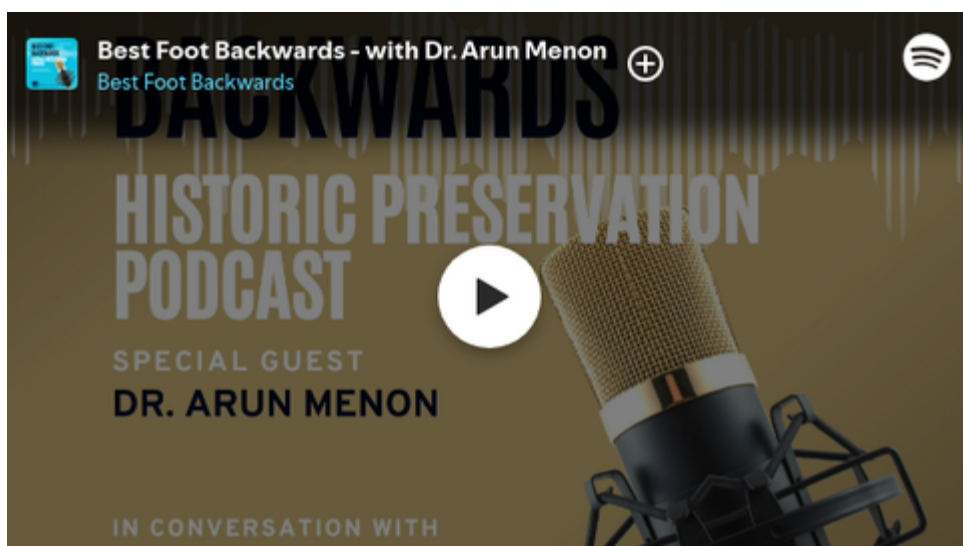 Best Foot Backwards - with Dr. Arun Menon
Best Foot Backwards
BACKWARDS
HISTORIC PRESERVATION
PODCAST
SPECIAL GUEST
DR. ARUN MENON
IN CONVERSATION WITH